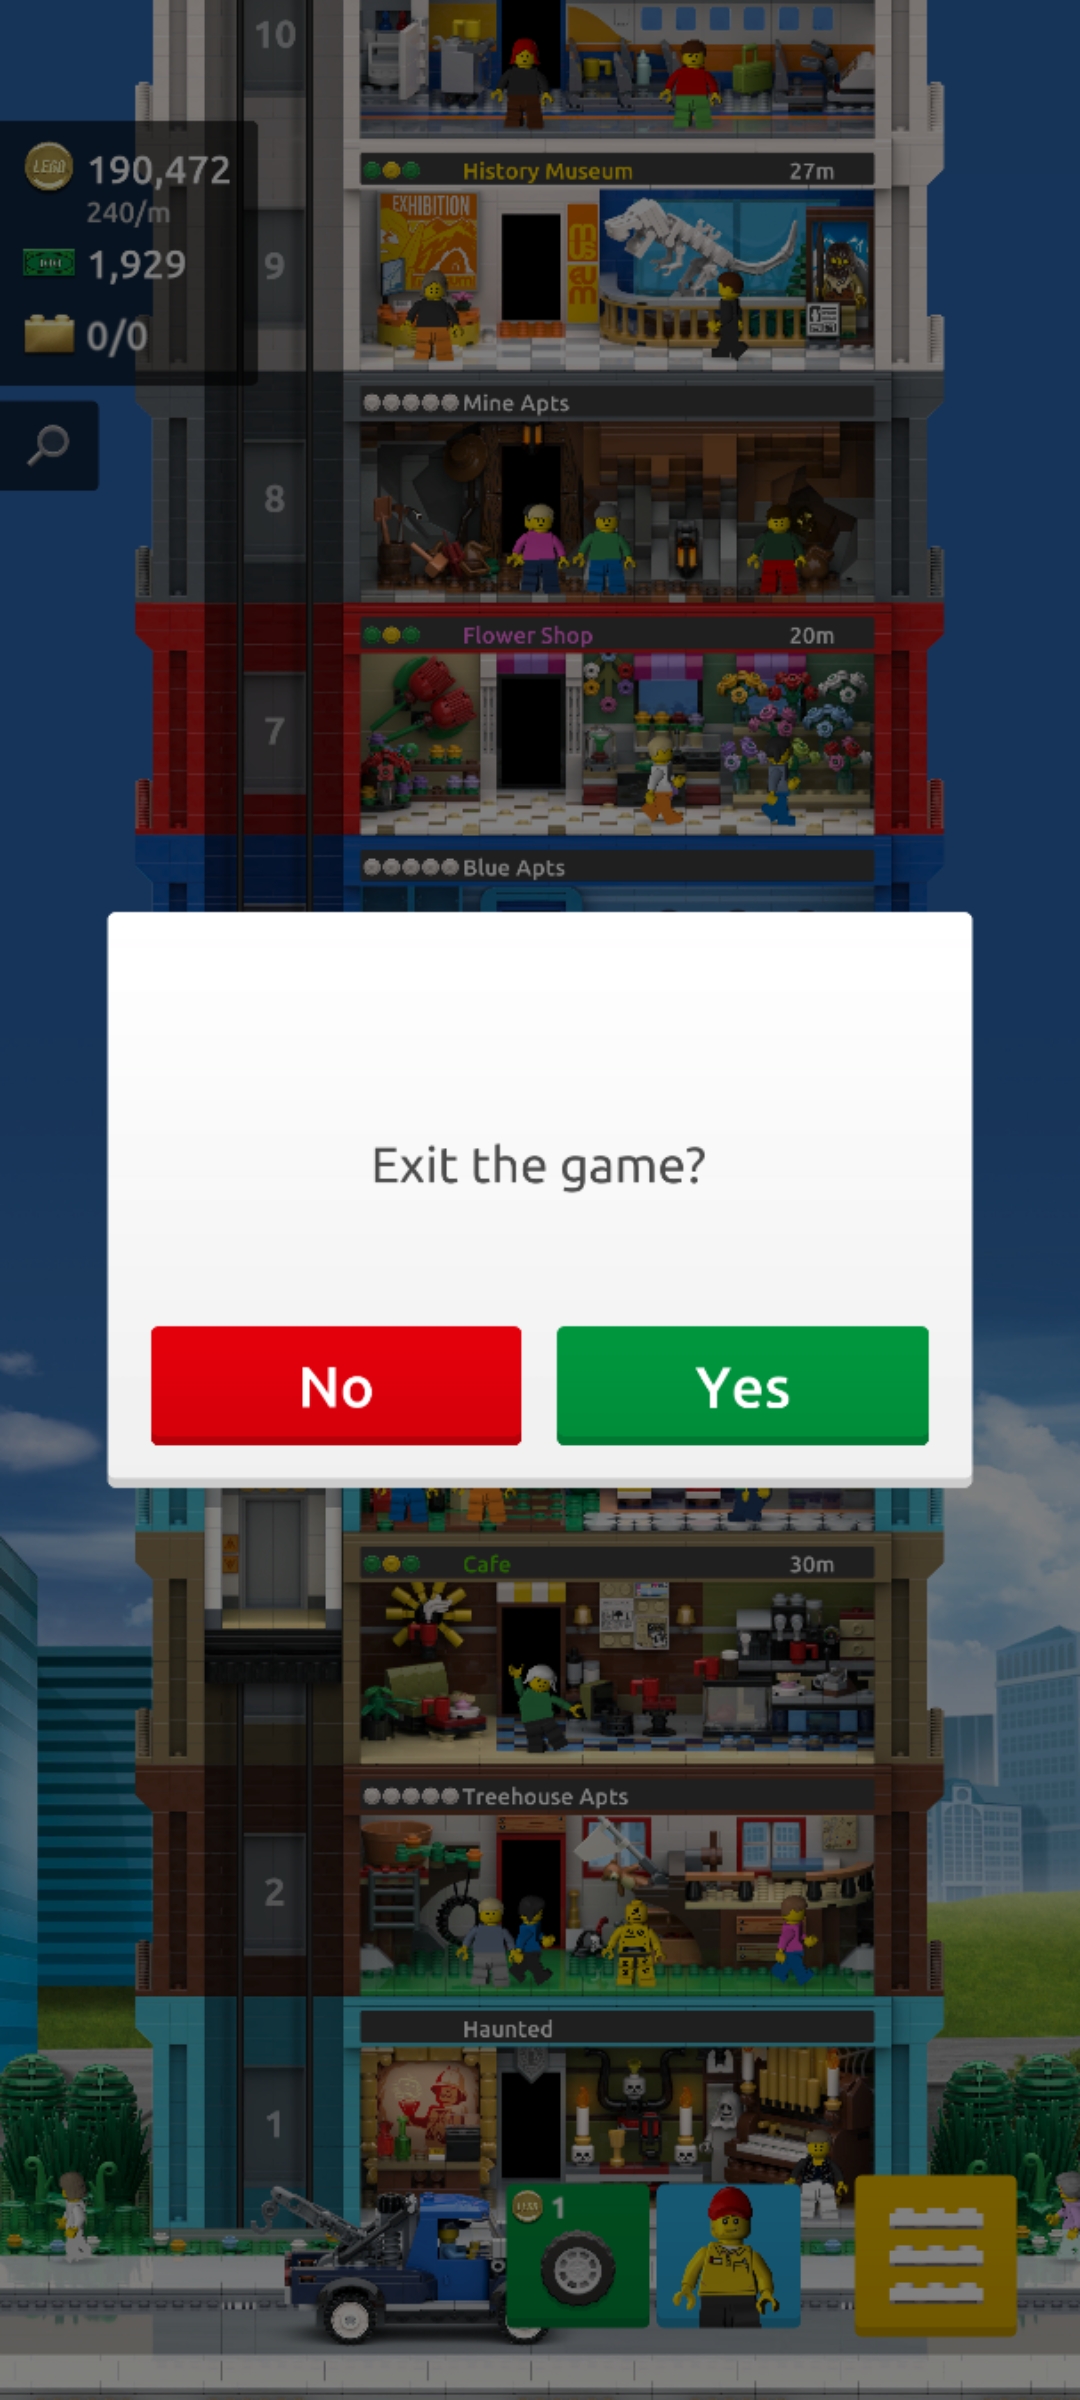 10
LEGO 190,472
240/m
1,929
0/0
History Museum 27m
EXHIBITION
9
Mine Apts
8
Flower Shop 20m
7
Blue Apts
Exit the game?
No Yes
Cafe 30m
Treehouse Apts
2
Haunted
1
1